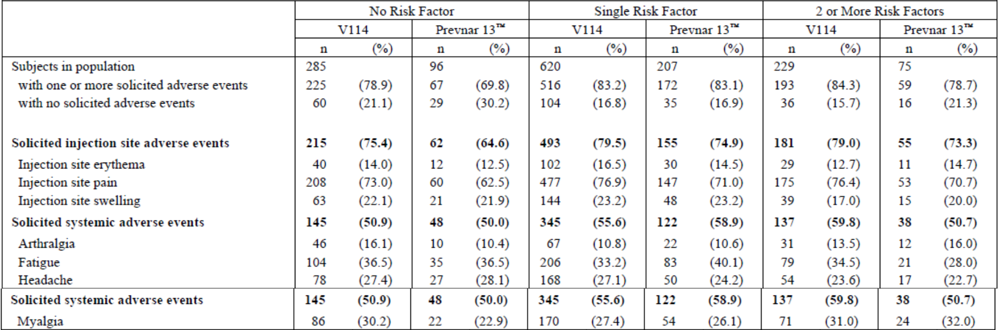 No Risk Factor Single Risk Factor 2 or More Risk Factors
V114 Prevnar 13™ V114 Prevnar 13™ V114 Prevnar 13™
n (%) n (%) n (%) n (%) n (%) n (%)
Subjects in population 285 96 620 207 229 75
with one or more solicited adverse events 225 (78.9) 67 (69.8) 516 (83.2) 172 (83.1) 193 (84.3) 59 (78.7)
with no solicited adverse events 60 (21.1) 29 (30.2) 104 (16.8) 35 (16.9) 36 (15.7) 16 (21.3)
Solicited injection site adverse events 215 (75.4) 62 (64.6) 493 (79.5) 155 (74.9) 181 (79.0) 55 (73.3)
Injection site erythema 40 (14.0) 12 (12.5) 102 (16.5) 30 (14.5) 29 (12.7) 11 (14.7)
Injection site pain 208 (73.0) 60 (62.5) 477 (76.9) 147 (71.0) 175 (76.4) 53 (70.7)
Injection site swelling 63 (22.1) 21 (21.9) 144 (23.2) 48 (23.2) 39 (17.0) 15 (20.0)
Solicited systemic adverse events 145 (50.9) 48 (50.0) 345 (55.6) 122 (58.9) 137 (59.8) 38 (50.7)
Arthralgia 46 (16.1) 10 (10.4) 67 (10.8) 22 (10.6) 31 (13.5) 12 (16.0)
Fatigue 104 (36.5) 35 (36.5) 206 (33.2) 83 (40.1) 79 (34.5) 21 (28.0)
Headache 78 (27.4) 27 (28.1) 168 (27.1) 50 (24.2) 54 (23.6) 17 (22.7)
Solicited systemic adverse events 145 (50.9) 48 (50.0) 345 (55.6) 122 (58.9) 137 (59.8) 38 (50.7)
Myalgia 86 (30.2) 22 (22.9) 170 (27.4) 54 (26.1) 71 (31.0) 24 (32.0)